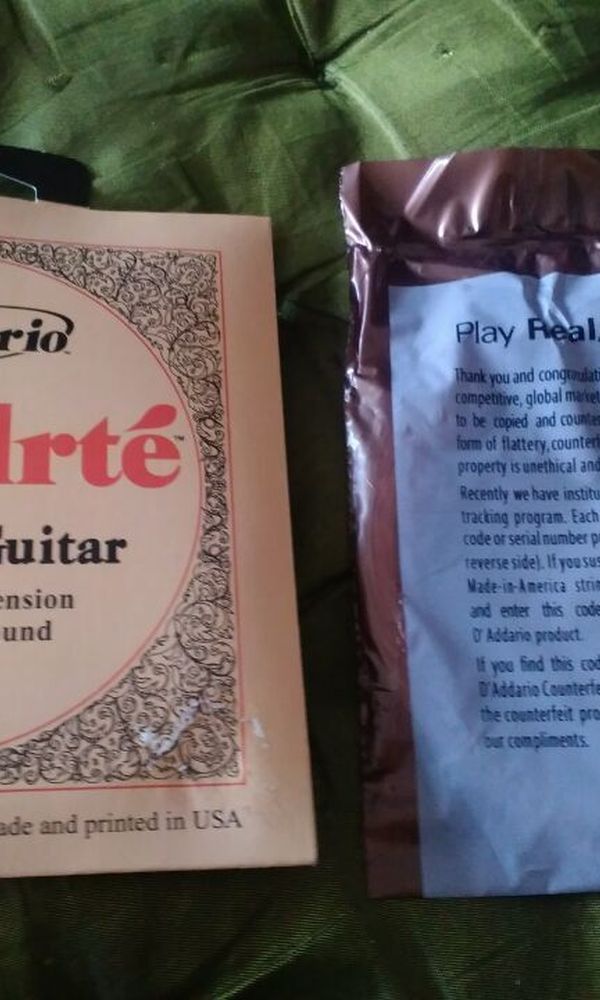 rio
Arté™
Guitar
ension
und
ade and printed in USA
Play Real
Thank you and congratulati
competitive, global market
to be copied and counte
form of flattery, counterf
property is unethical and
Recently we have institu
tracking program. Each
code or serial number pr
reverse side). If you sus
Made-in-America strin
and enter this code
D'Addario product.
If you find this cod
D'Addario Counterfe
the counterfeit pro
our compliments.